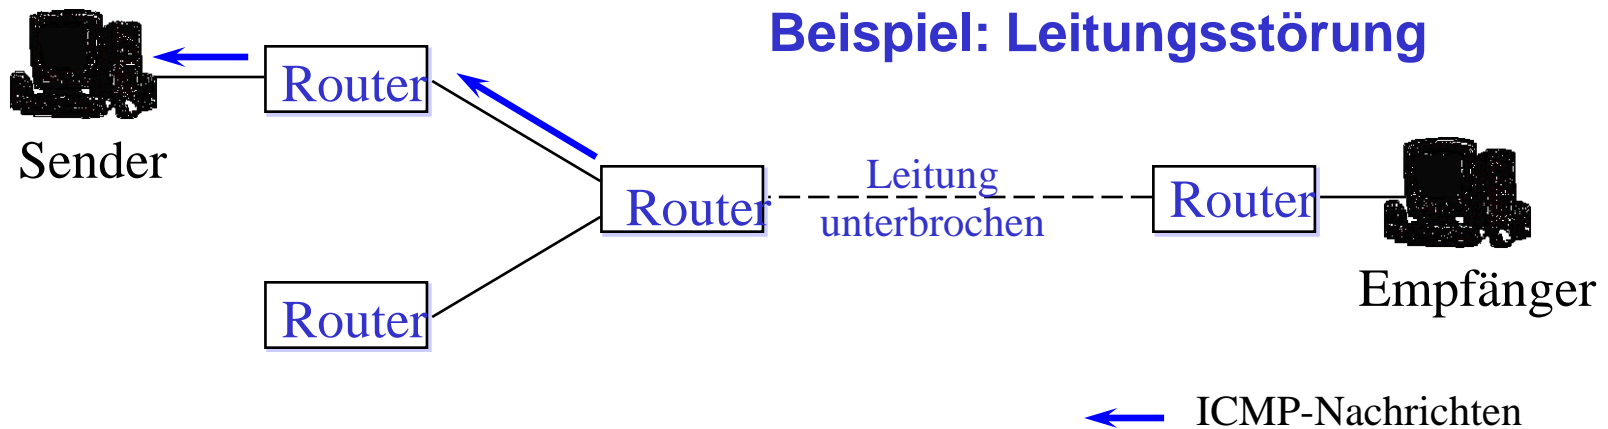 Beispiel: Leitungsstörung
Router
Sender
Router
Leitung
unterbrochen
Router
Empfänger
Router
ICMP-Nachrichten